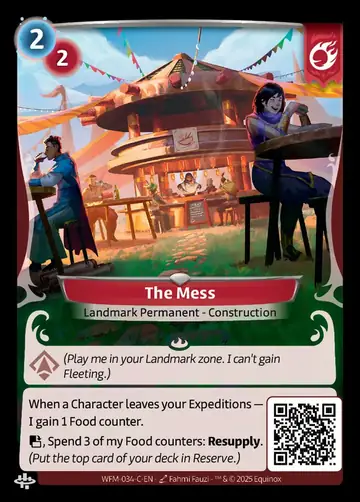 2
2
The Mess
Landmark Permanent - Construction
(Play me in your Landmark zone. I can't gain
Fleeting.)
When a Character leaves your Expeditions —
I gain 1 Food counter.
, Spend 3 of my Food counters: Resupply.
(Put the top card of your deck in Reserve.)
WFM-034-C-EN - Fahmi Fauzi - ™ & © 2025 Equinox